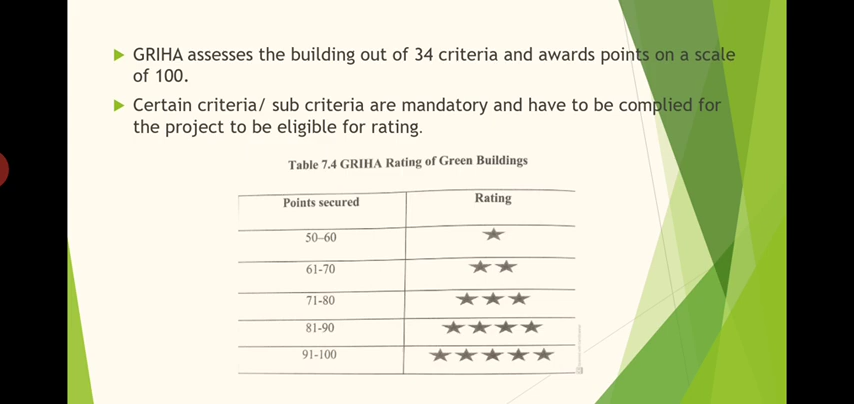 GRIHA assesses the building out of 34 criteria and awards points on a scale
of 100.
Certain criteria/ sub criteria are mandatory and have to be complied for
the project to be eligible for rating.
Table 7.4 GRIHA Rating of Green Buildings
Points secured Rating
50–60 ★
61-70 ★★
71-80 ★★★
81-90 ★★★★
91-100 ★★★★★